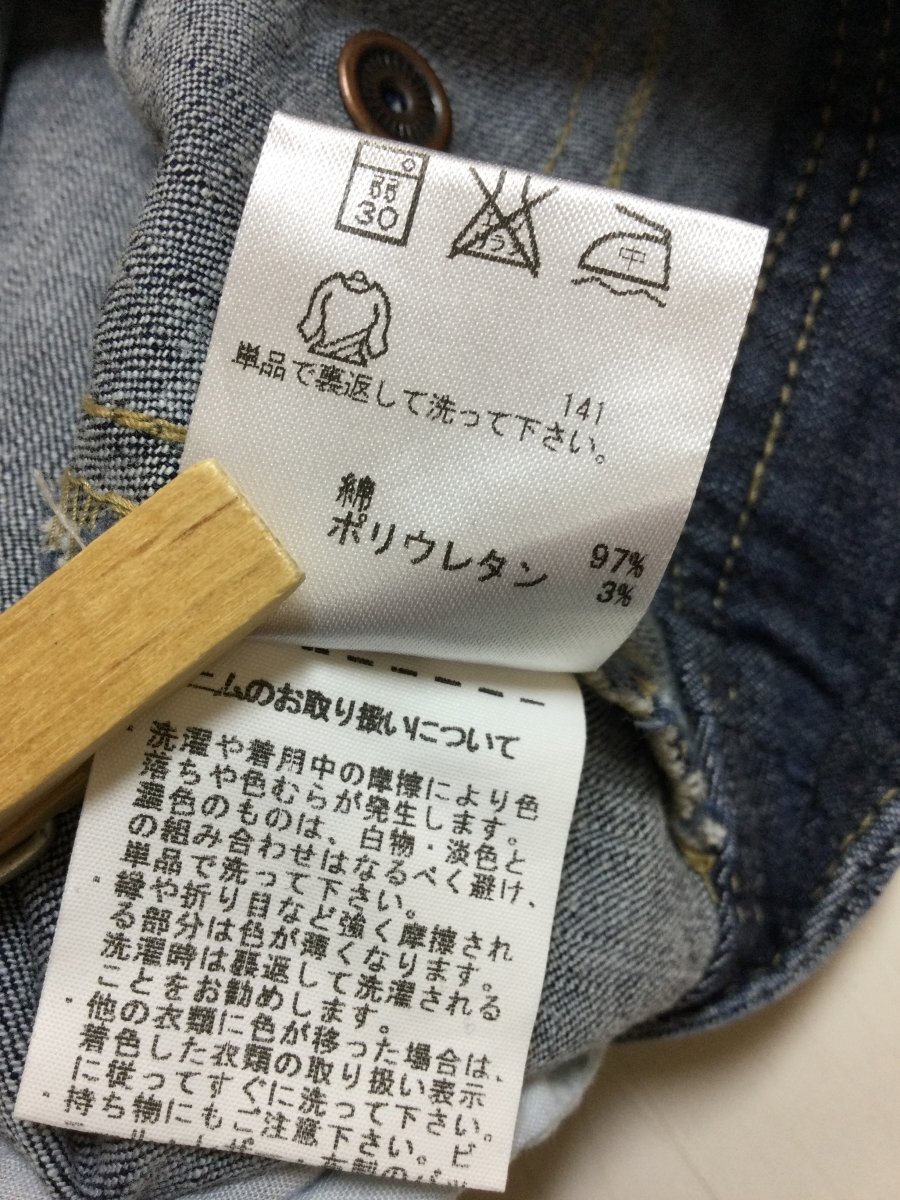 弱
30
エンソ
サラシ
中
141
単品で裏返して洗って下さい。
綿 97%
ポリウレタン 3%
ニムのお取り扱いについて
・洗濯や着用中の摩擦により色
落ちや色むらが発生します。
濃色のものは、白物・淡色と
の組み合わせはなるべく避け、
単品で洗って下さい。
・縁や折り目など強く摩擦され
る部分は色が薄くなります。
洗濯時は裏返して洗濯される
ことをお勧めします。
・他の衣類に色が移った場合は、
着色した衣類の取り扱い表示
に従ってすぐに洗って下さい。
・持ち物にもご注意下さい。ビ